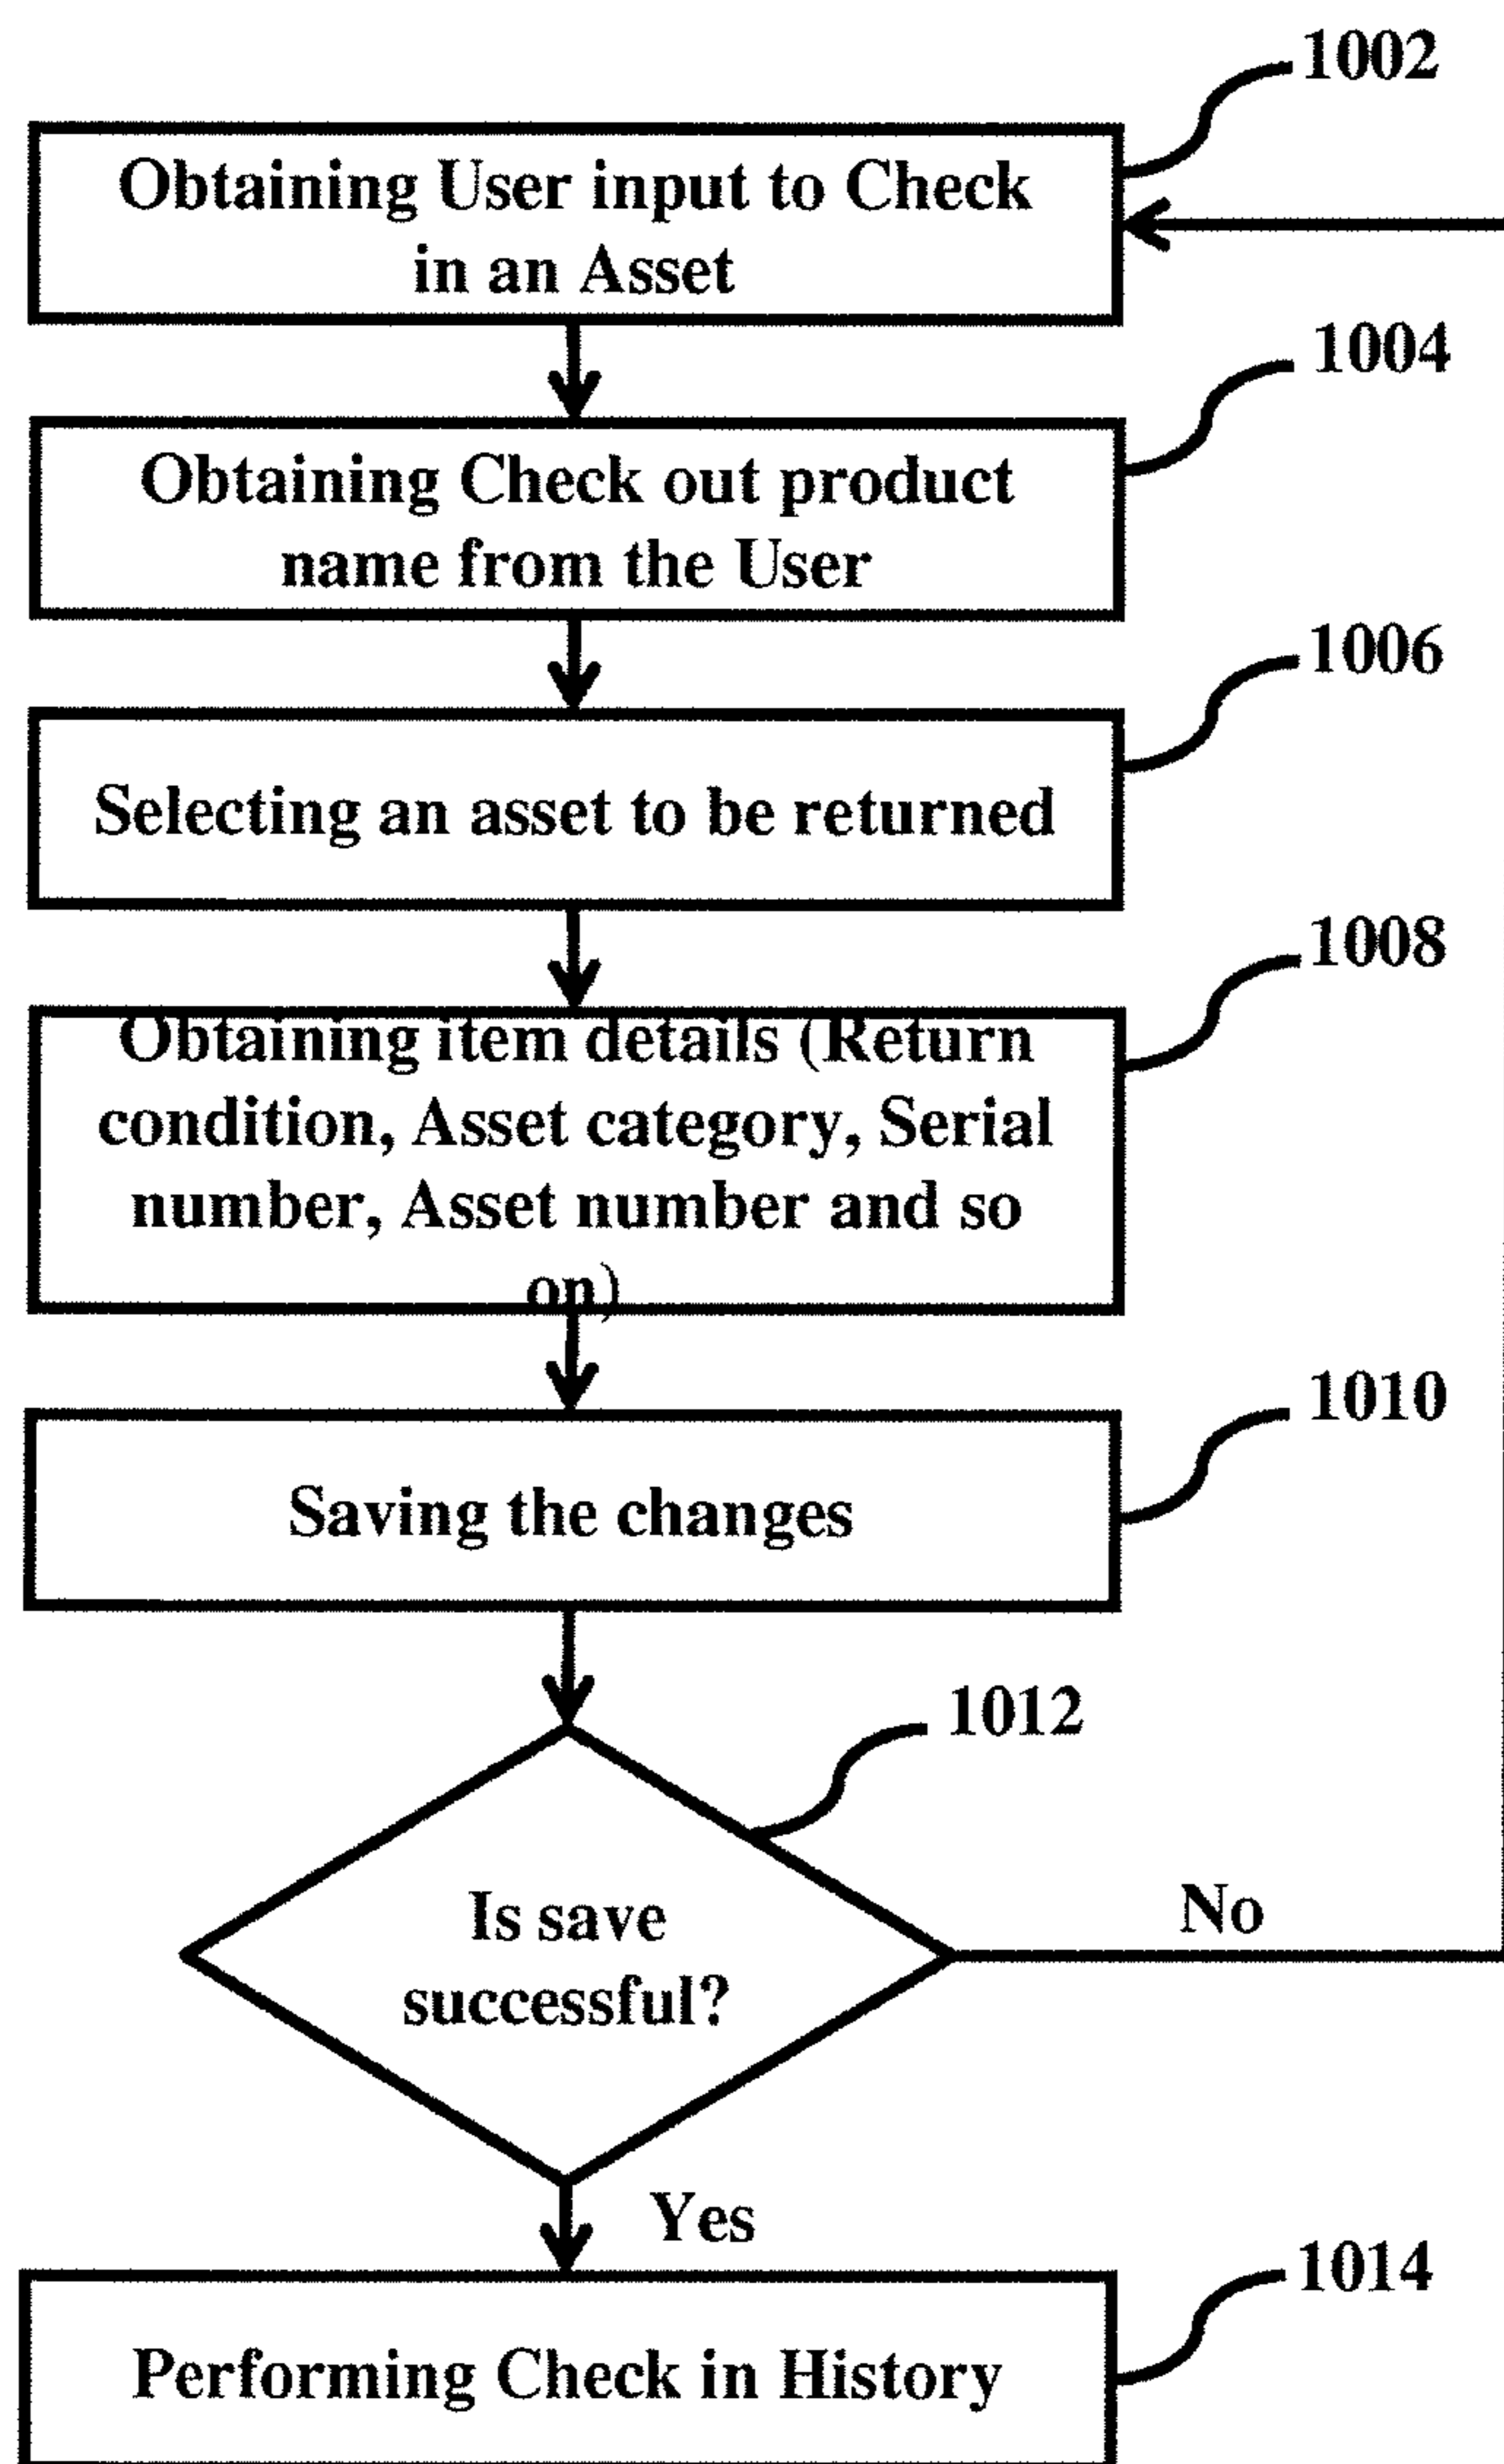 1002
Obtaining User input to Check
in an Asset
1004
Obtaining Check out product
name from the User
1006
Selecting an asset to be returned
1008
Obtaining item details (Return
condition, Asset category, Serial
number, Asset number and so
on)
1010
Saving the changes
1012
Is save
successful?
No
Yes
1014
Performing Check in History